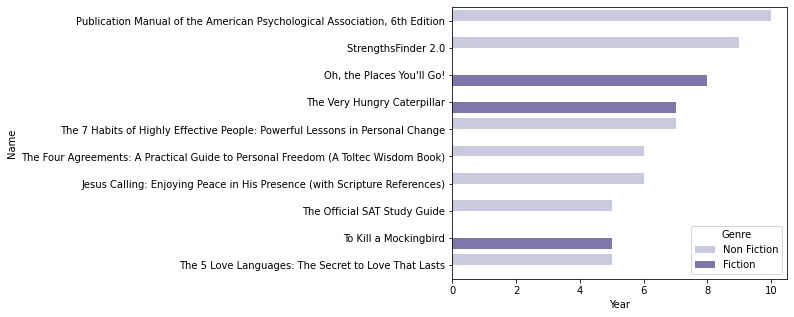 Publication Manual of the American Psychological Association, 6th Edition
StrengthsFinder 2.0
Oh, the Places You'll Go!
The Very Hungry Caterpillar
The 7 Habits of Highly Effective People: Powerful Lessons in Personal Change
The Four Agreements: A Practical Guide to Personal Freedom (A Toltec Wisdom Book)
Jesus Calling: Enjoying Peace in His Presence (with Scripture References)
The Official SAT Study Guide
To Kill a Mockingbird
The 5 Love Languages: The Secret to Love That Lasts
Name
Genre
Non Fiction
Fiction
0 2 4 6 8 10
Year